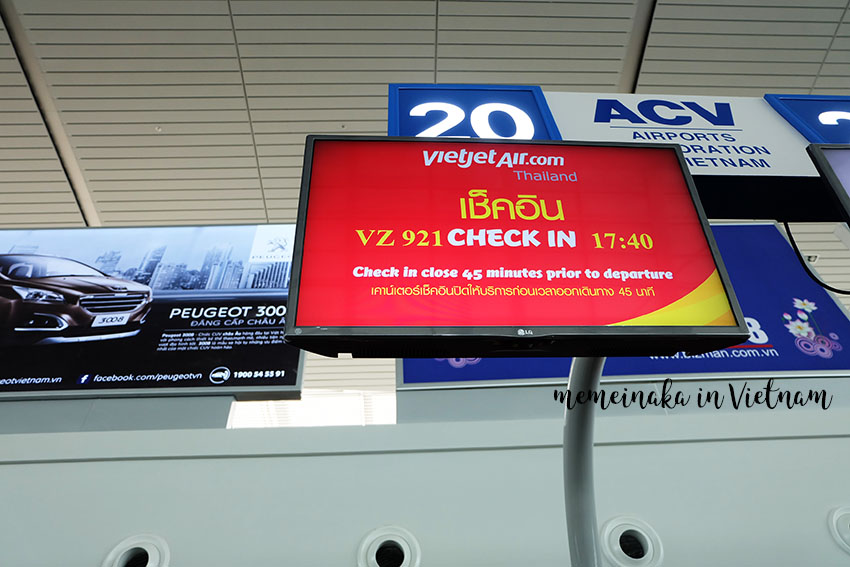 20
ACV
AIRPORTS
VIETNAM
vietjetAir.com
Thailand
เช็คอิน
VZ 921 CHECK IN 17:40
Check in close 45 minutes prior to departure
เคาน์เตอร์เช็คอินปิดให้บริการก่อนเวลาออกเดินทาง 45 นาที
LG
PEUGEOT
PEUGEOT 300
ĐẲNG CẤP CHÂU
3008
facebook.com/peugeotvn
1900 54 55 91
.com.vn
memeinaka in Vietnam